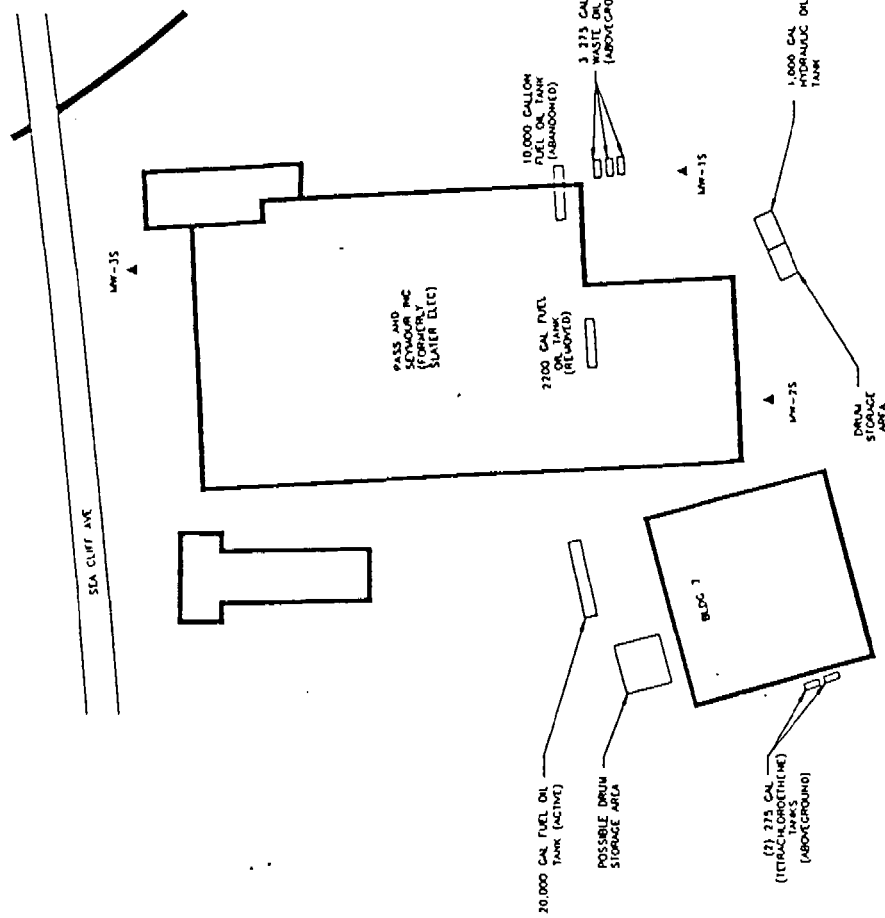 SEA CLIFF AVE
MW-3S
PASS AND
SEYMOUR INC
(FORMERLY
SLATER ELEC)
10,000 GALLON
FUEL OIL TANK
(ABANDONED)
3 275 GAL
WASTE OIL
(ABOVEGRO
MW-1S
1,000 GAL
HYDRAULIC OIL
TANK
2200 GAL FUEL
OIL TANK
(REMOVED)
MW-2S
DRUM
STORAGE
AREA
20,000 GAL FUEL OIL
TANK (ACTIVE)
POSSIBLE DRUM
STORAGE AREA
BLDG
(2) 275 GAL
(TETRACHLOROETHENE)
TANKS
(ABOVEGROUND)